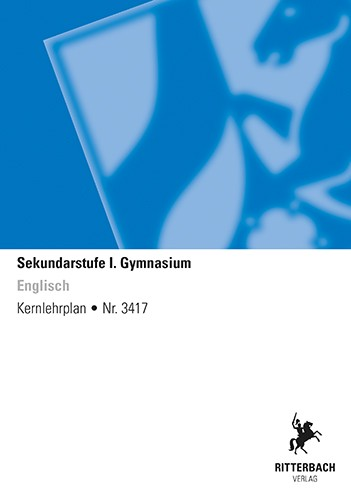 Sekundarstufe I. Gymnasium
Englisch
Kernlehrplan • Nr. 3417
RITTERBACH
VERLAG